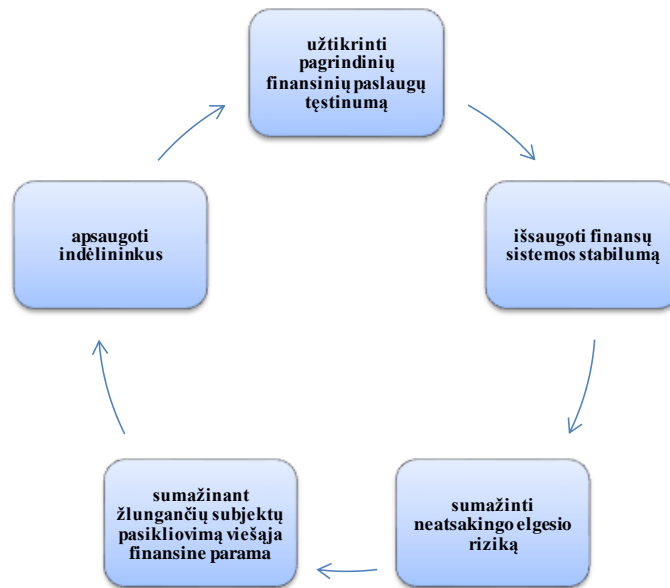 užtikrinti
pagrindinių
finansinių paslaugų
tęstinumą
išsaugoti finansų
sistemos stabilumą
sumažinti
neatsakingo elgesio
riziką
sumažinant
žlungančių subjektų
pasikliovimą viešąja
finansine parama
apsaugoti
indėlininkus